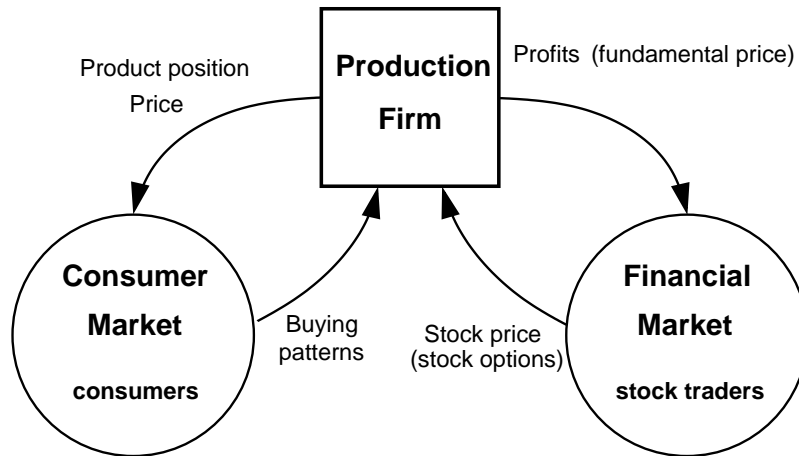 Product position
Price
Production
Firm
Profits (fundamental price)
Consumer
Market
consumers
Buying
patterns
Stock price
(stock options)
Financial
Market
stock traders